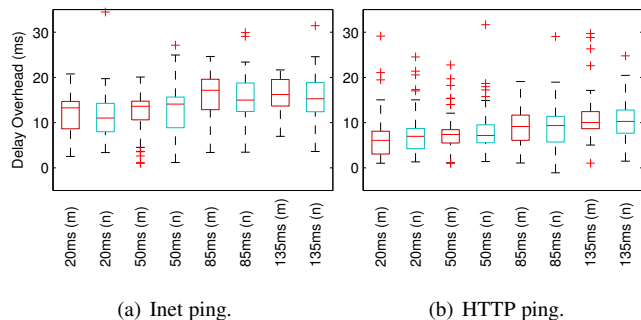 30
20
10
0
Delay Overhead (ms)
20ms (m)
20ms (n)
50ms (m)
50ms (n)
85ms (m)
85ms (n)
135ms (m)
135ms (n)
(a) Inet ping.
30
20
10
0
20ms (m)
20ms (n)
50ms (m)
50ms (n)
85ms (m)
85ms (n)
135ms (m)
135ms (n)
(b) HTTP ping.